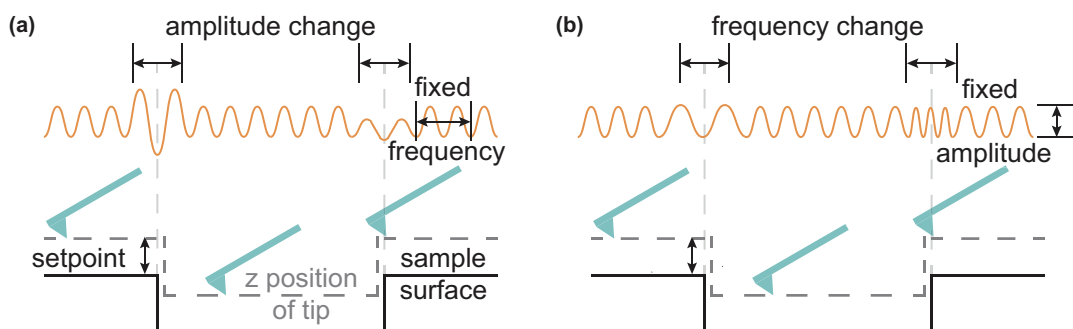 (a)
amplitude change
fixed
frequency
setpoint
z position
of tip
sample
surface
(b)
frequency change
fixed
amplitude